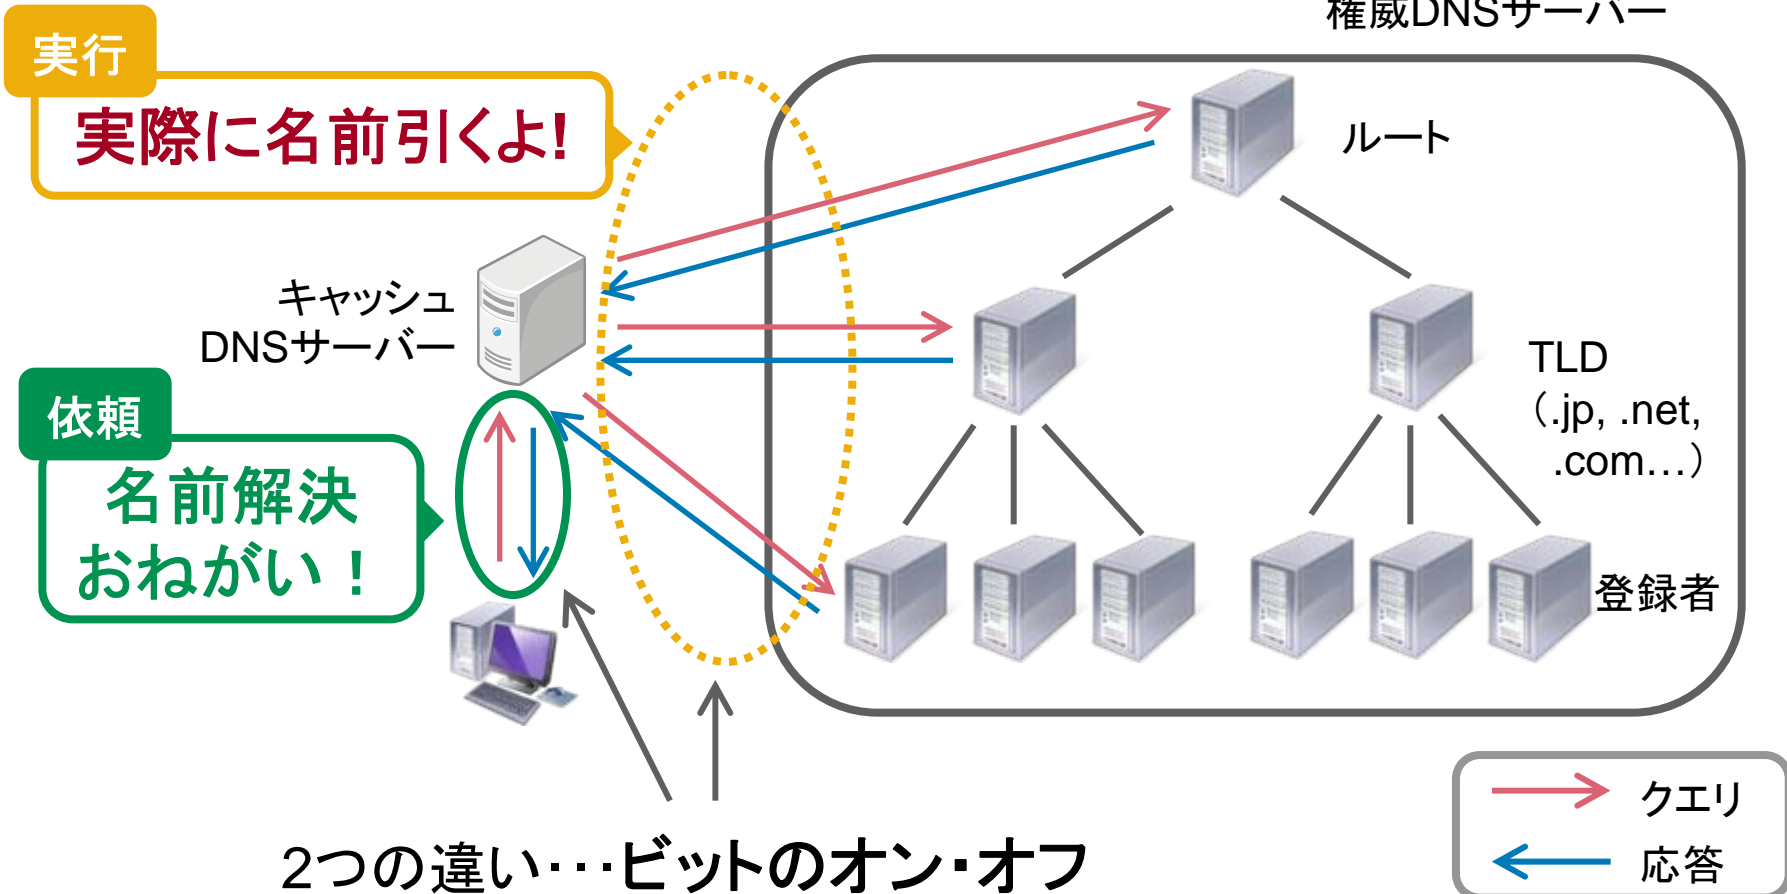 権威DNSサーバー
実行
実際に名前引くよ!
ルート
キャッシュ
DNSサーバー
TLD
（.jp, .net,
.com…）
依頼
名前解決
おねがい！
登録者
クエリ
応答
2つの違い･･･ビットのオン・オフ